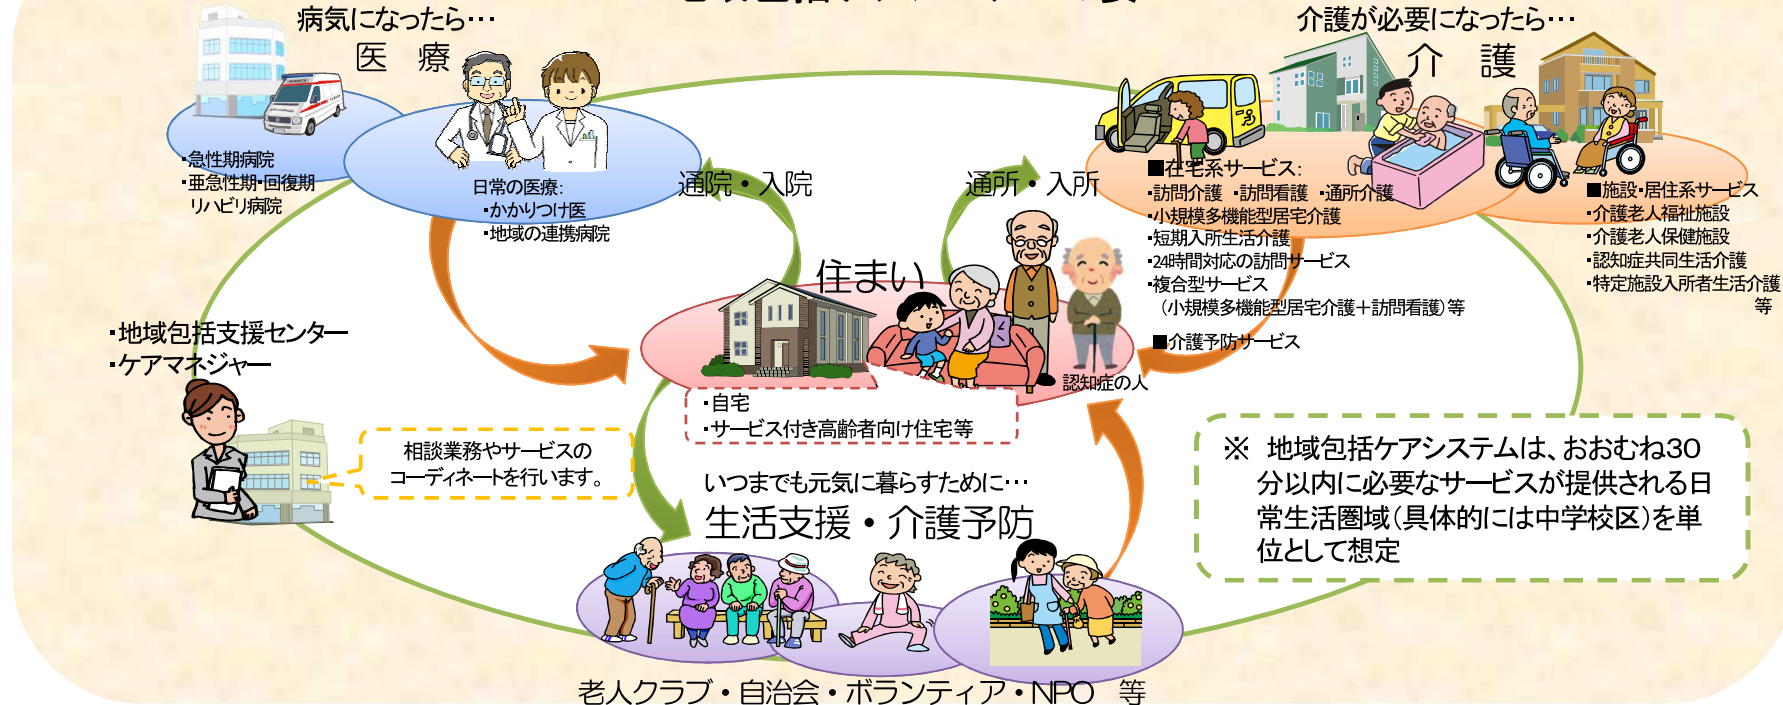 病気になったら…
医　療
・急性期病院
・亜急性期・回復期
リハビリ病院
日常の医療：
・かかりつけ医
・地域の連携病院
通院・入院
通所・入所
介護が必要になったら…
介　護
■在宅系サービス：
・訪問介護　・訪問看護　・通所介護
・小規模多機能型居宅介護
・短期入所生活介護
・24時間対応の訪問サービス
・複合型サービス
（小規模多機能型居宅介護＋訪問看護）等
■介護予防サービス
■施設・居住系サービス
・介護老人福祉施設
・介護老人保健施設
・認知症共同生活介護
・特定施設入所者生活介護
等
住まい
認知症の人
・自宅
・サービス付き高齢者向け住宅等
・地域包括支援センター
・ケアマネジャー
相談業務やサービスの
コーディネートを行います。
いつまでも元気に暮らすために…
生活支援・介護予防
老人クラブ・自治会・ボランティア・NPO　等
※　地域包括ケアシステムは、おおむね30
分以内に必要なサービスが提供される日
常生活圏域（具体的には中学校区）を単
位として想定